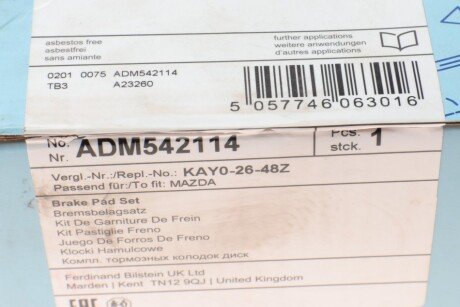 asbestos free
asbestfrei
sans amiante
further applications
weitere anwendungen
d'autres applications
0201 0075 ADM542114
TB3 A23260
5 057746 063016
No.
Nr. ADM542114
Pcs.
stck. 1
Vergl.-Nr.:/Repl.-No.: KAY0-26-48Z
Passend für:/To fit: MAZDA
Brake Pad Set
Bremsbelagsatz
Kit De Garniture De Frein
Kit Pastiglie Freno
Juego De Forros De Freno
Klocki Hamulcowe
Компл. тормозных колодок диск
Ferdinand Bilstein UK Ltd
Marden | Kent TN12 9QJ | United Kingdom
EAC